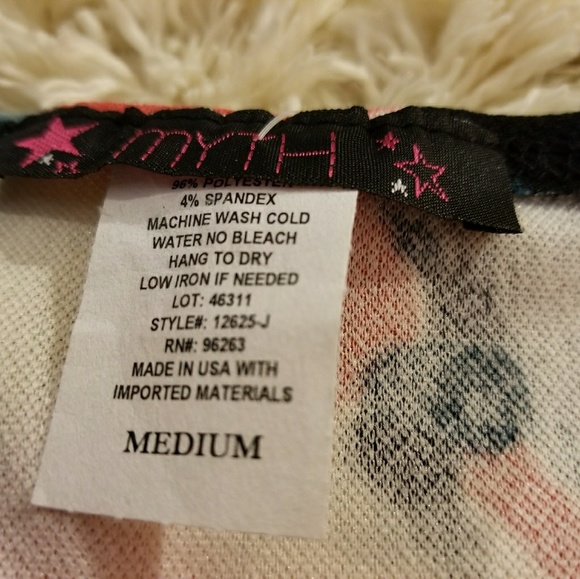 MYTH
96% POLYESTER
4% SPANDEX
MACHINE WASH COLD
WATER NO BLEACH
HANG TO DRY
LOW IRON IF NEEDED
LOT: 46311
STYLE#: 12625-J
RN#: 96263
MADE IN USA WITH
IMPORTED MATERIALS
MEDIUM